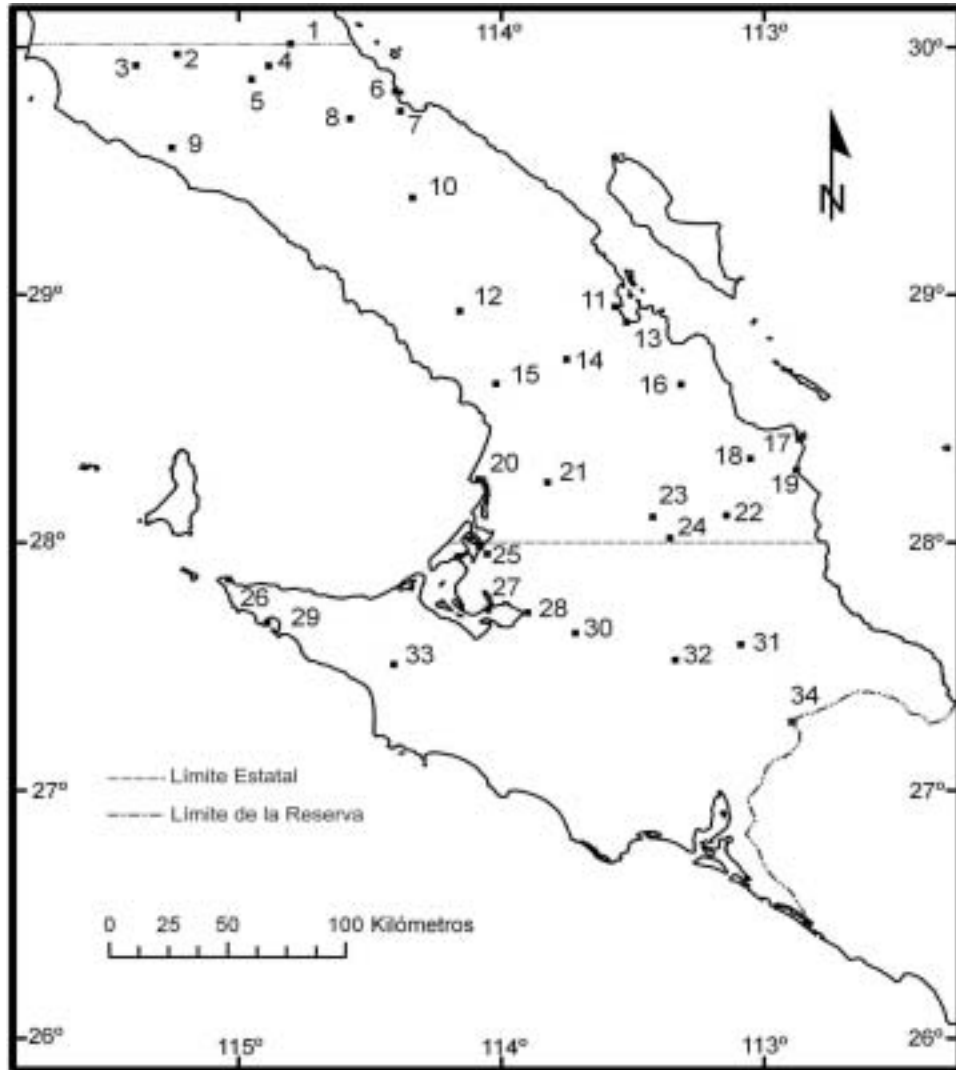 114º 113º
30º 30º
1
3 2 4
5
6
8 7
9
10
N
29º 29º
11
12
13
14
15 16
17
18
20 21 19
23 22
24
28º 28º
25
26 27
29 28
30
31
33 32
34
Límite Estatal
27º 27º
Límite de la Reserva
0 25 50 100 Kilómetros
26º 26º
115º 114º 113º